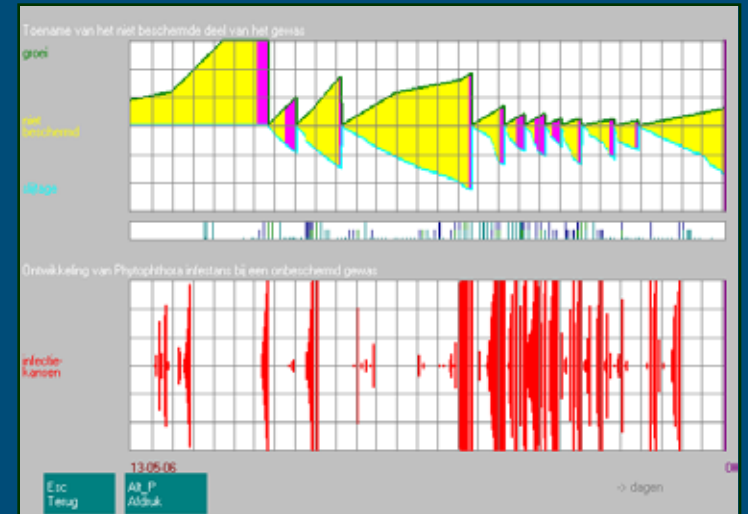 Toename van het niet beschermde deel van het gewas
groei
niet
beschermd
slijtage
Ontwikkeling van Phytophthora infestans bij een onbeschermd gewas
infectie-
kansen
13-05-06
-> dagen
Esc
Terug
Alt_P
Afdruk